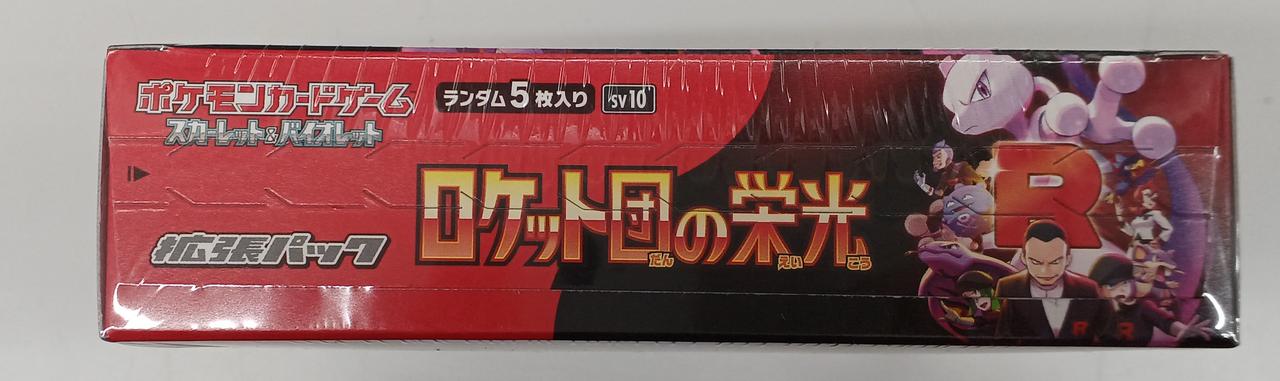 ポケモンカードゲーム
スカーレット&バイオレット
ランダム5枚入り
sv10
拡張パック
ロケット団の栄光
だん えい こう
R
R
R